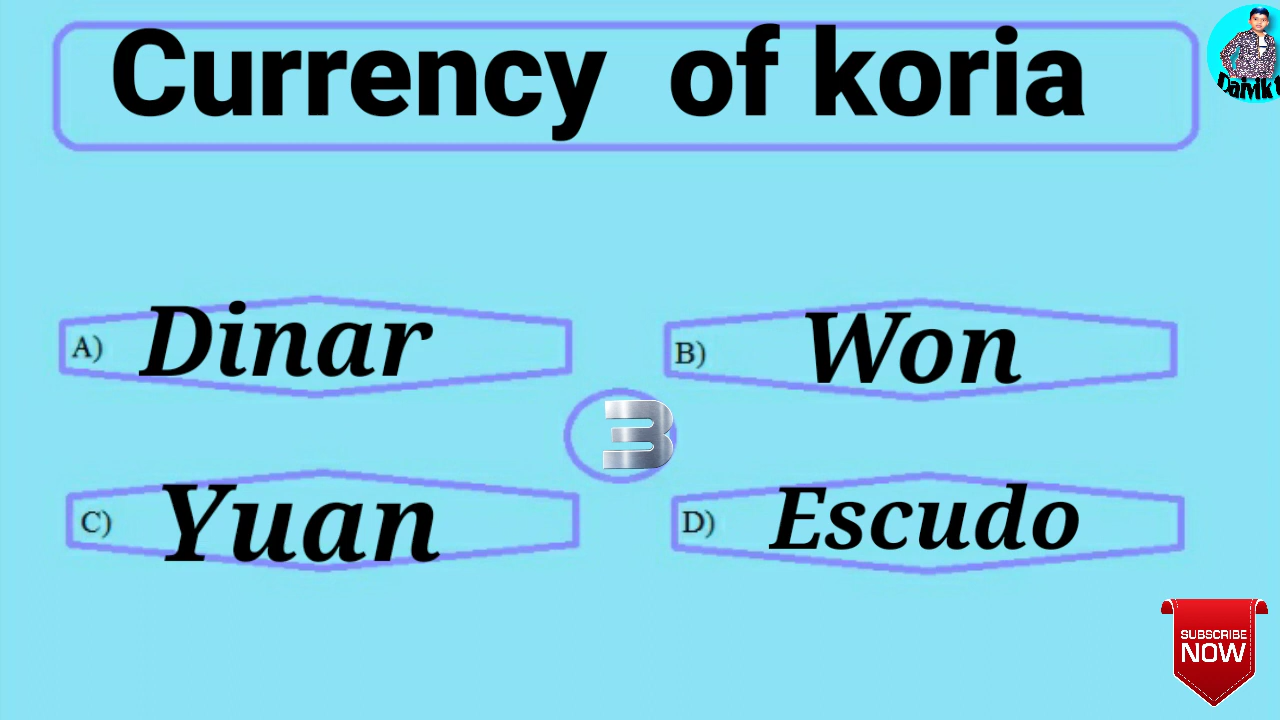 Currency of koria
A) Dinar
B) Won
3
C) Yuan
D) Escudo
SUBSCRIBE
NOW